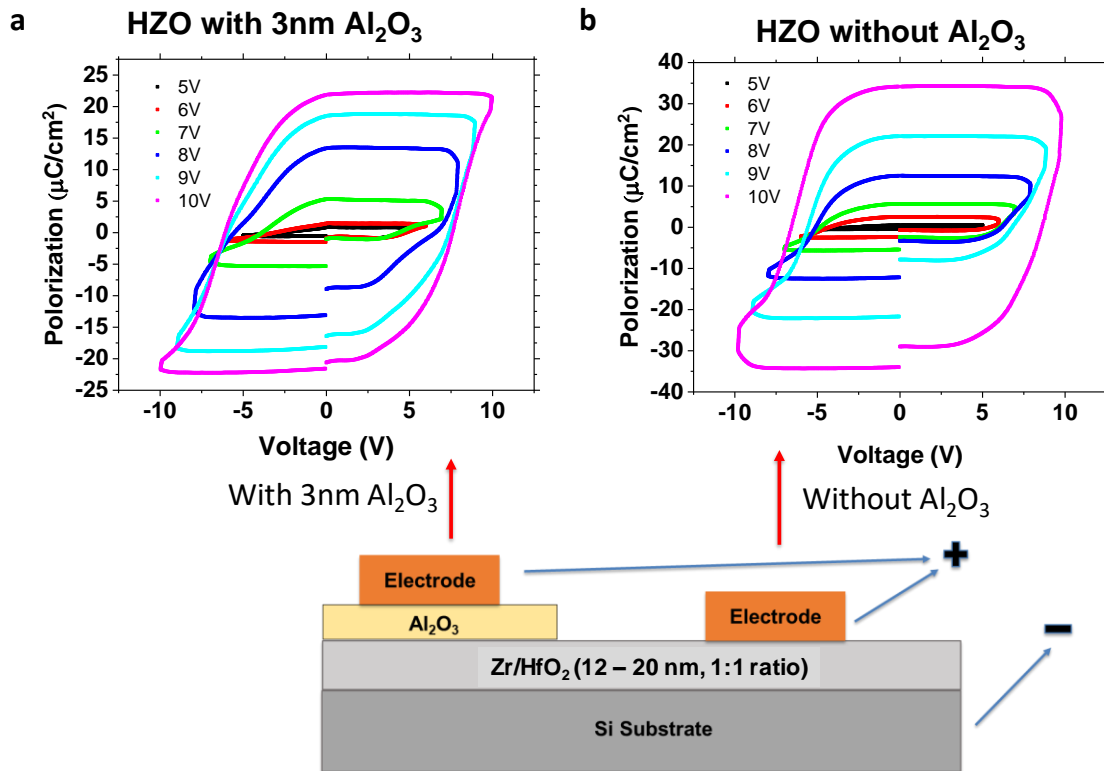 a
HZO with 3nm Al₂O₃
25
20
15
10
5
0
-5
-10
-15
-20
-25
Polorization (µC/cm²)
5V
6V
7V
8V
9V
10V
-10 -5 0 5 10
Voltage (V)
b
HZO without Al₂O₃
40
30
20
10
0
-10
-20
-30
-40
Polorization (µC/cm²)
5V
6V
7V
8V
9V
10V
-10 -5 0 5 10
Voltage (V)
With 3nm Al₂O₃
Without Al₂O₃
+
Electrode
Electrode
Al₂O₃
-
Zr/HfO₂ (12 – 20 nm, 1:1 ratio)
Si Substrate